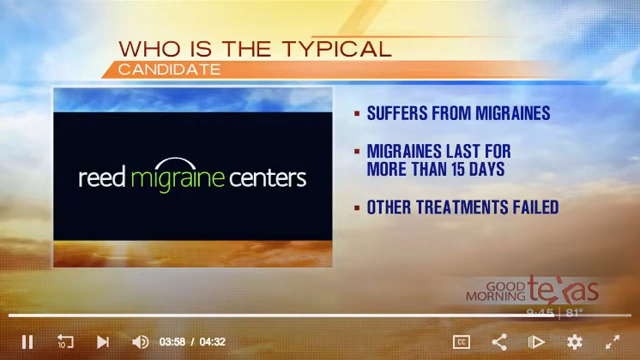 WHO IS THE TYPICAL
CANDIDATE
reed migraine centers
SUFFERS FROM MIGRAINES
MIGRAINES LAST FOR
MORE THAN 15 DAYS
OTHER TREATMENTS FAILED
GOOD
MORNING texas
9:45 81°
10 03:58 / 04:32 CC